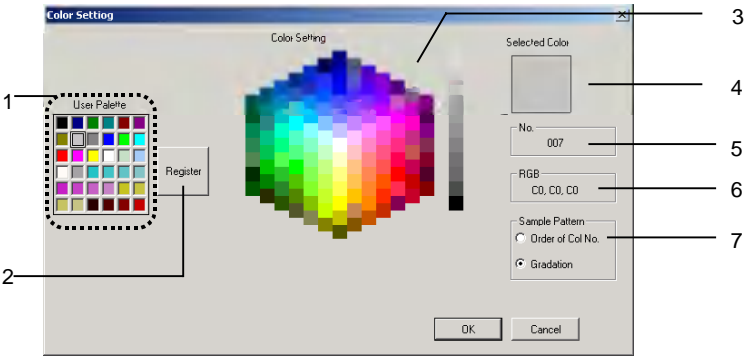 Color Setting
Color Setting
Selected Color
1
User Palette
Register
2
3
4
No.
007
5
RGB
C0, C0, C0
6
Sample Pattern
Order of Col No.
7
Gradation
OK
Cancel